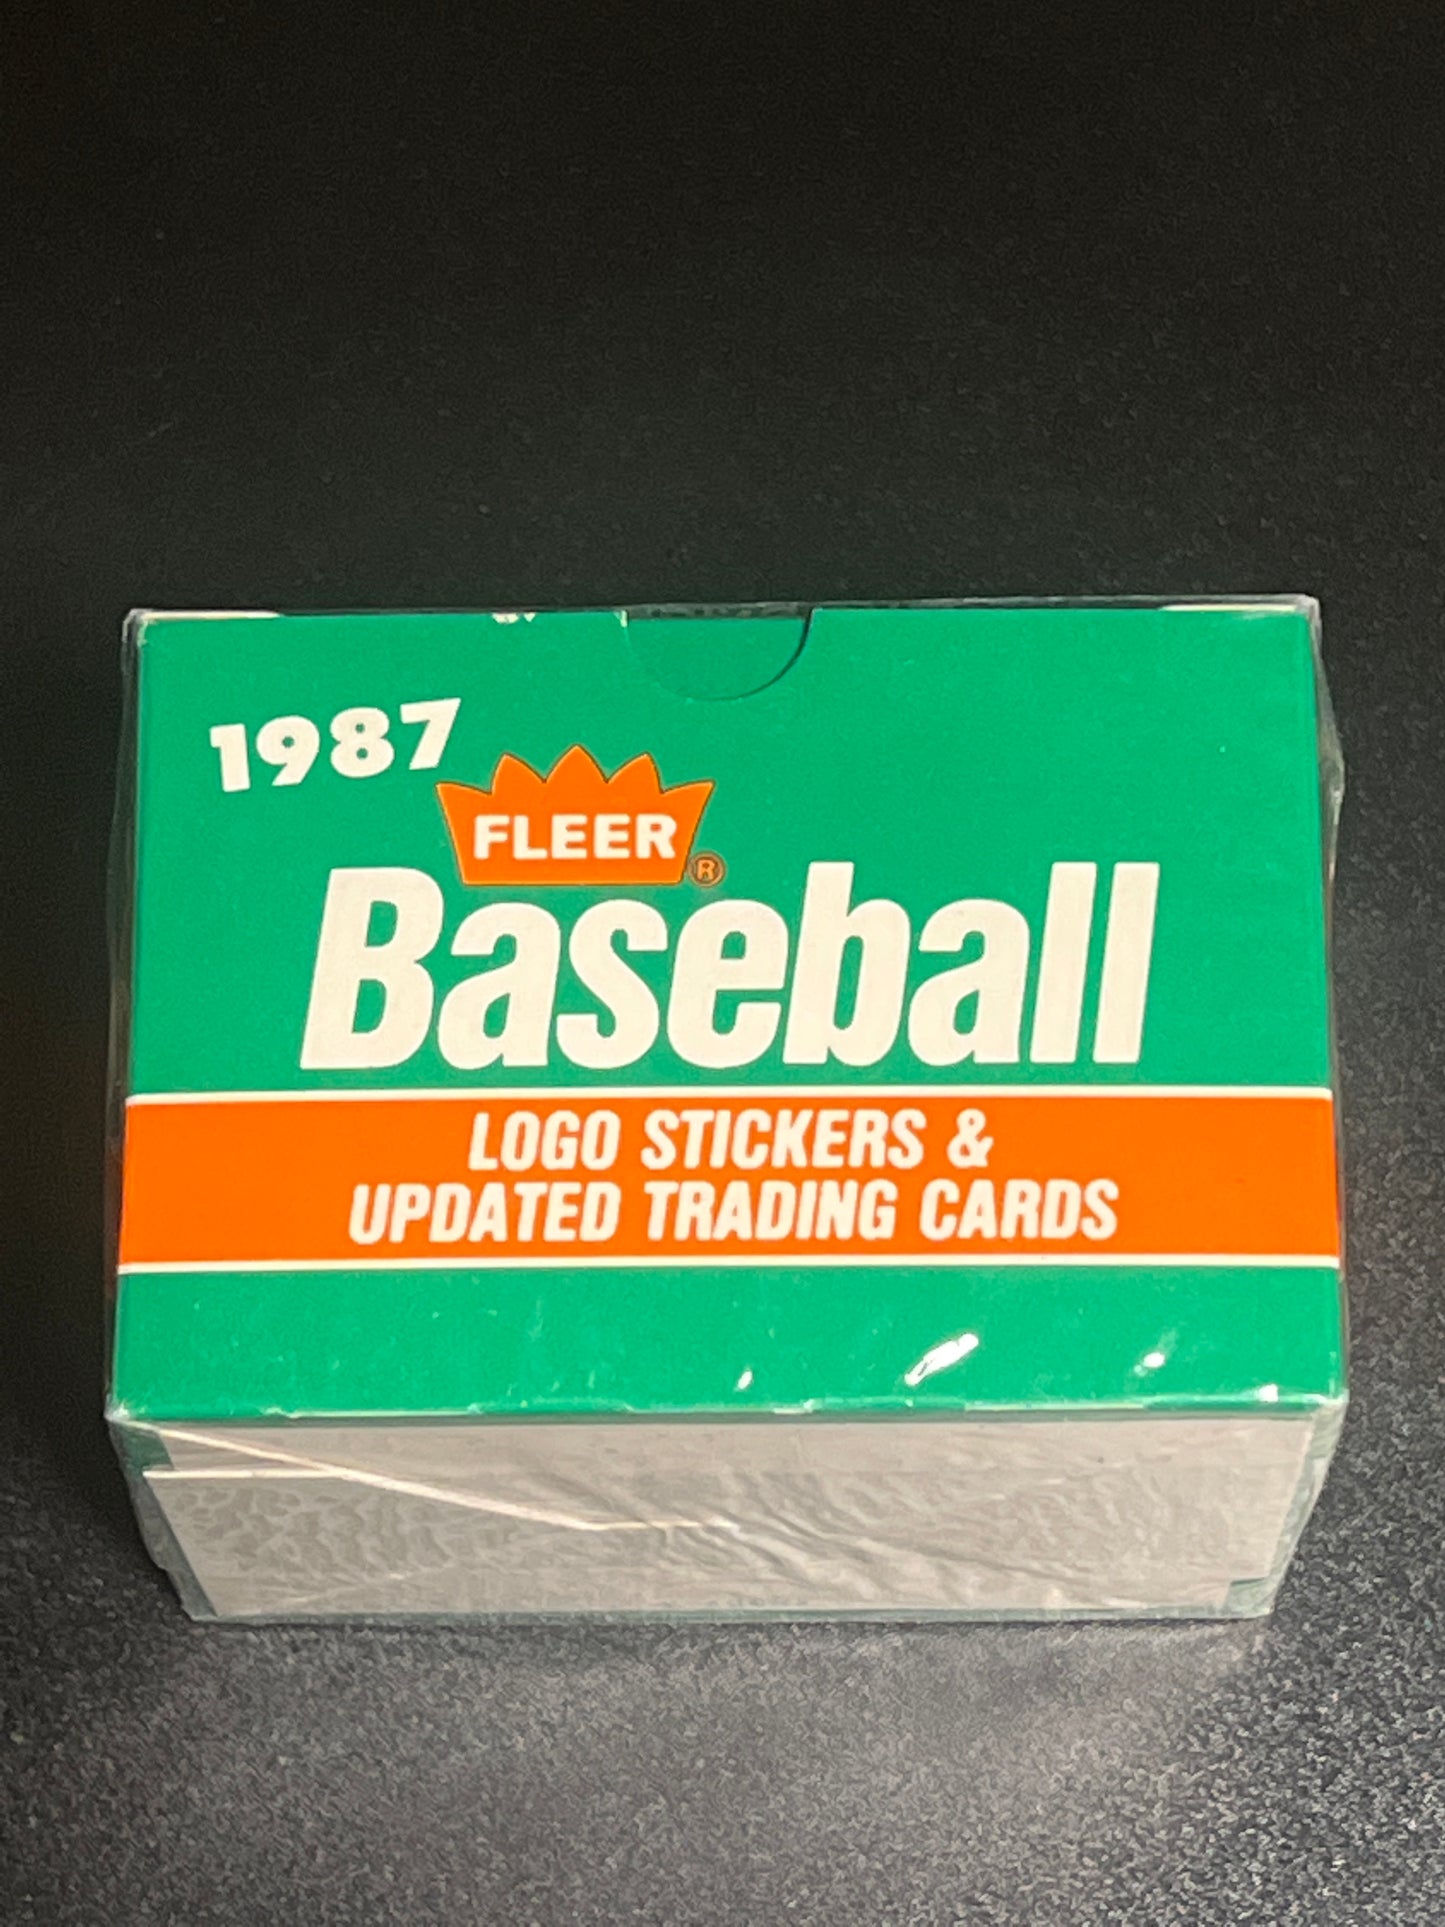 1987
FLEER®
Baseball
LOGO STICKERS &
UPDATED TRADING CARDS